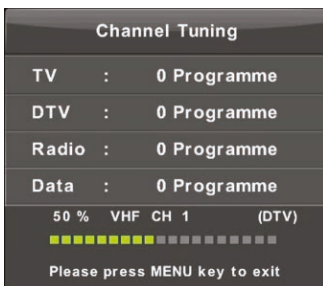 Channel Tuning
TV : 0 Programme
DTV : 0 Programme
Radio : 0 Programme
Data : 0 Programme
50 % VHF CH 1 (DTV)
Please press MENU key to exit